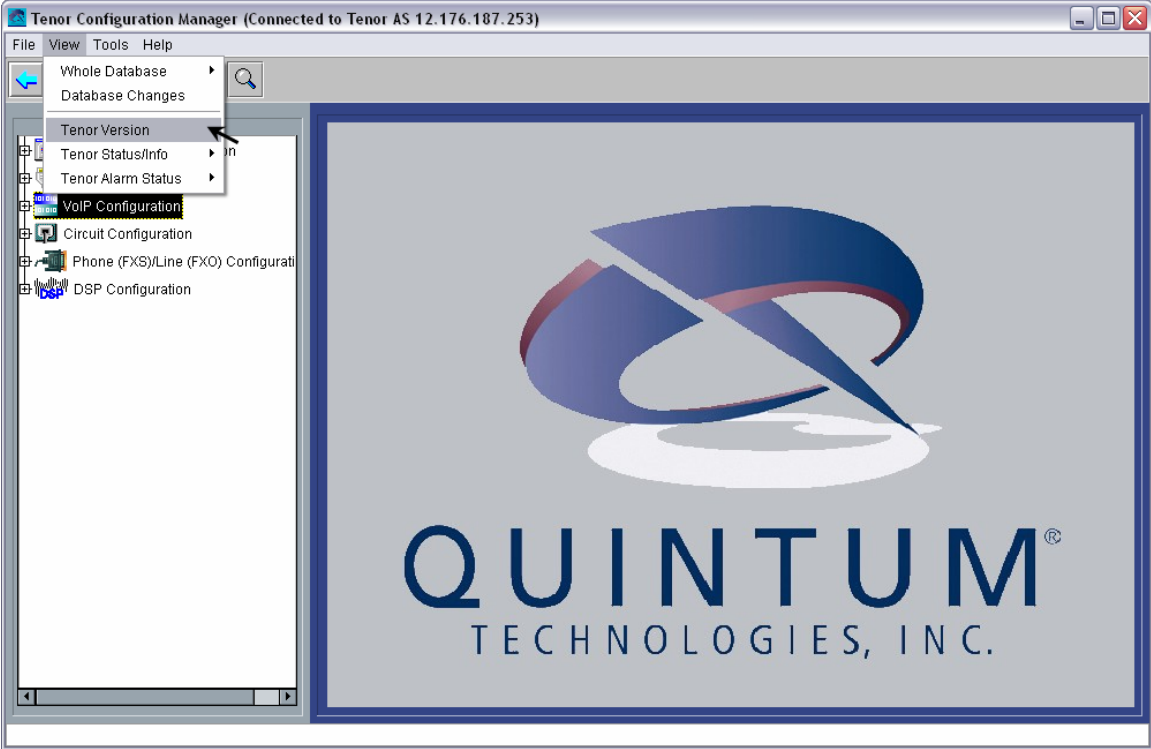 Tenor Configuration Manager (Connected to Tenor AS 12.176.187.253)
File View Tools Help
Whole Database
Database Changes
Tenor Version
Tenor Status/Info
Tenor Alarm Status
VoIP Configuration
Circuit Configuration
Phone (FXS)/Line (FXO) Configurati
DSP Configuration
QUINTUM®
TECHNOLOGIES, INC.